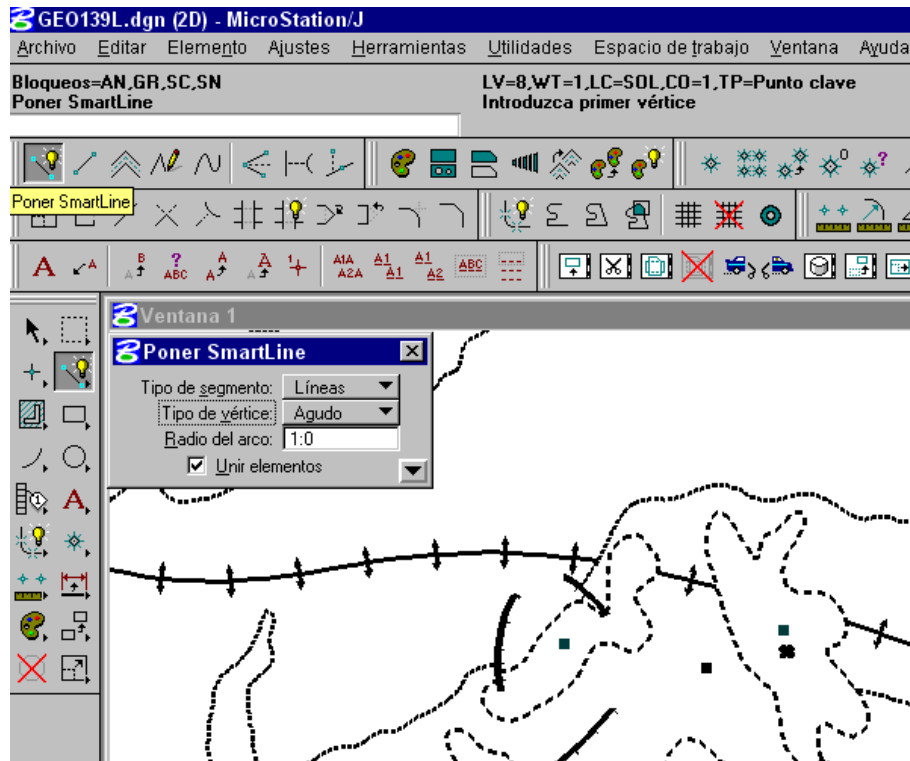 GEO139L.dgn (2D) - MicroStation/J
Archivo Editar Elemento Ajustes Herramientas Utilidades Espacio de trabajo Ventana Ayuda
Bloqueos=AN,GR,SC,SN LV=8,WT=1,LC=SOL,CO=1,TP=Punto clave
Poner SmartLine Introduzca primer vértice
Poner SmartLine
Ventana 1
Poner SmartLine
Tipo de segmento: Líneas
Tipo de vértice: Agudo
Radio del arco: 1:0
Unir elementos